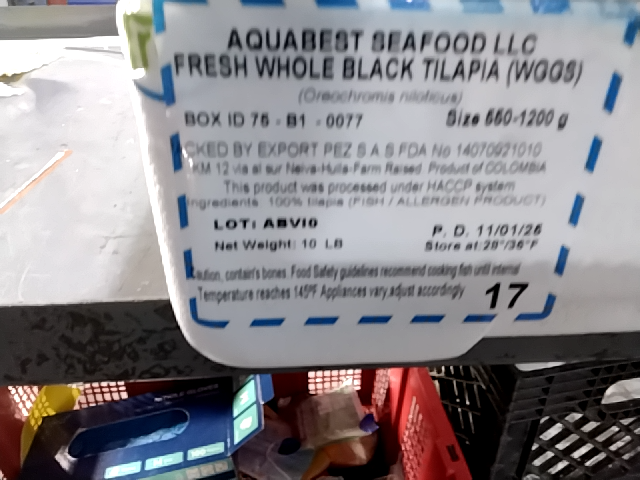 AQUABEST SEAFOOD LLC
FRESH WHOLE BLACK TILAPIA (WGGS)
(Oreochromis niloticus)
BOX ID 75 - B1 - 0077 Size 550-1200 g
CKED BY EXPORT PEZ S A S FDA No 14070921010
KM 12 via al sur Neiva-Huila-Farm Raised. Product of COLOMBIA
This product was processed under HACCP system
Ingredients: 100% tilapia (FISH / ALLERGEN PRODUCT)
LOT: ABVI0 P. D. 11/01/26
Net Weight: 10 LB Store at:28°/36°F
Caution, contain's bones. Food Safety guidelines recommend cooking fish until internal
Temperature reaches 145ºF Appliances vary,adjust accordingly 17